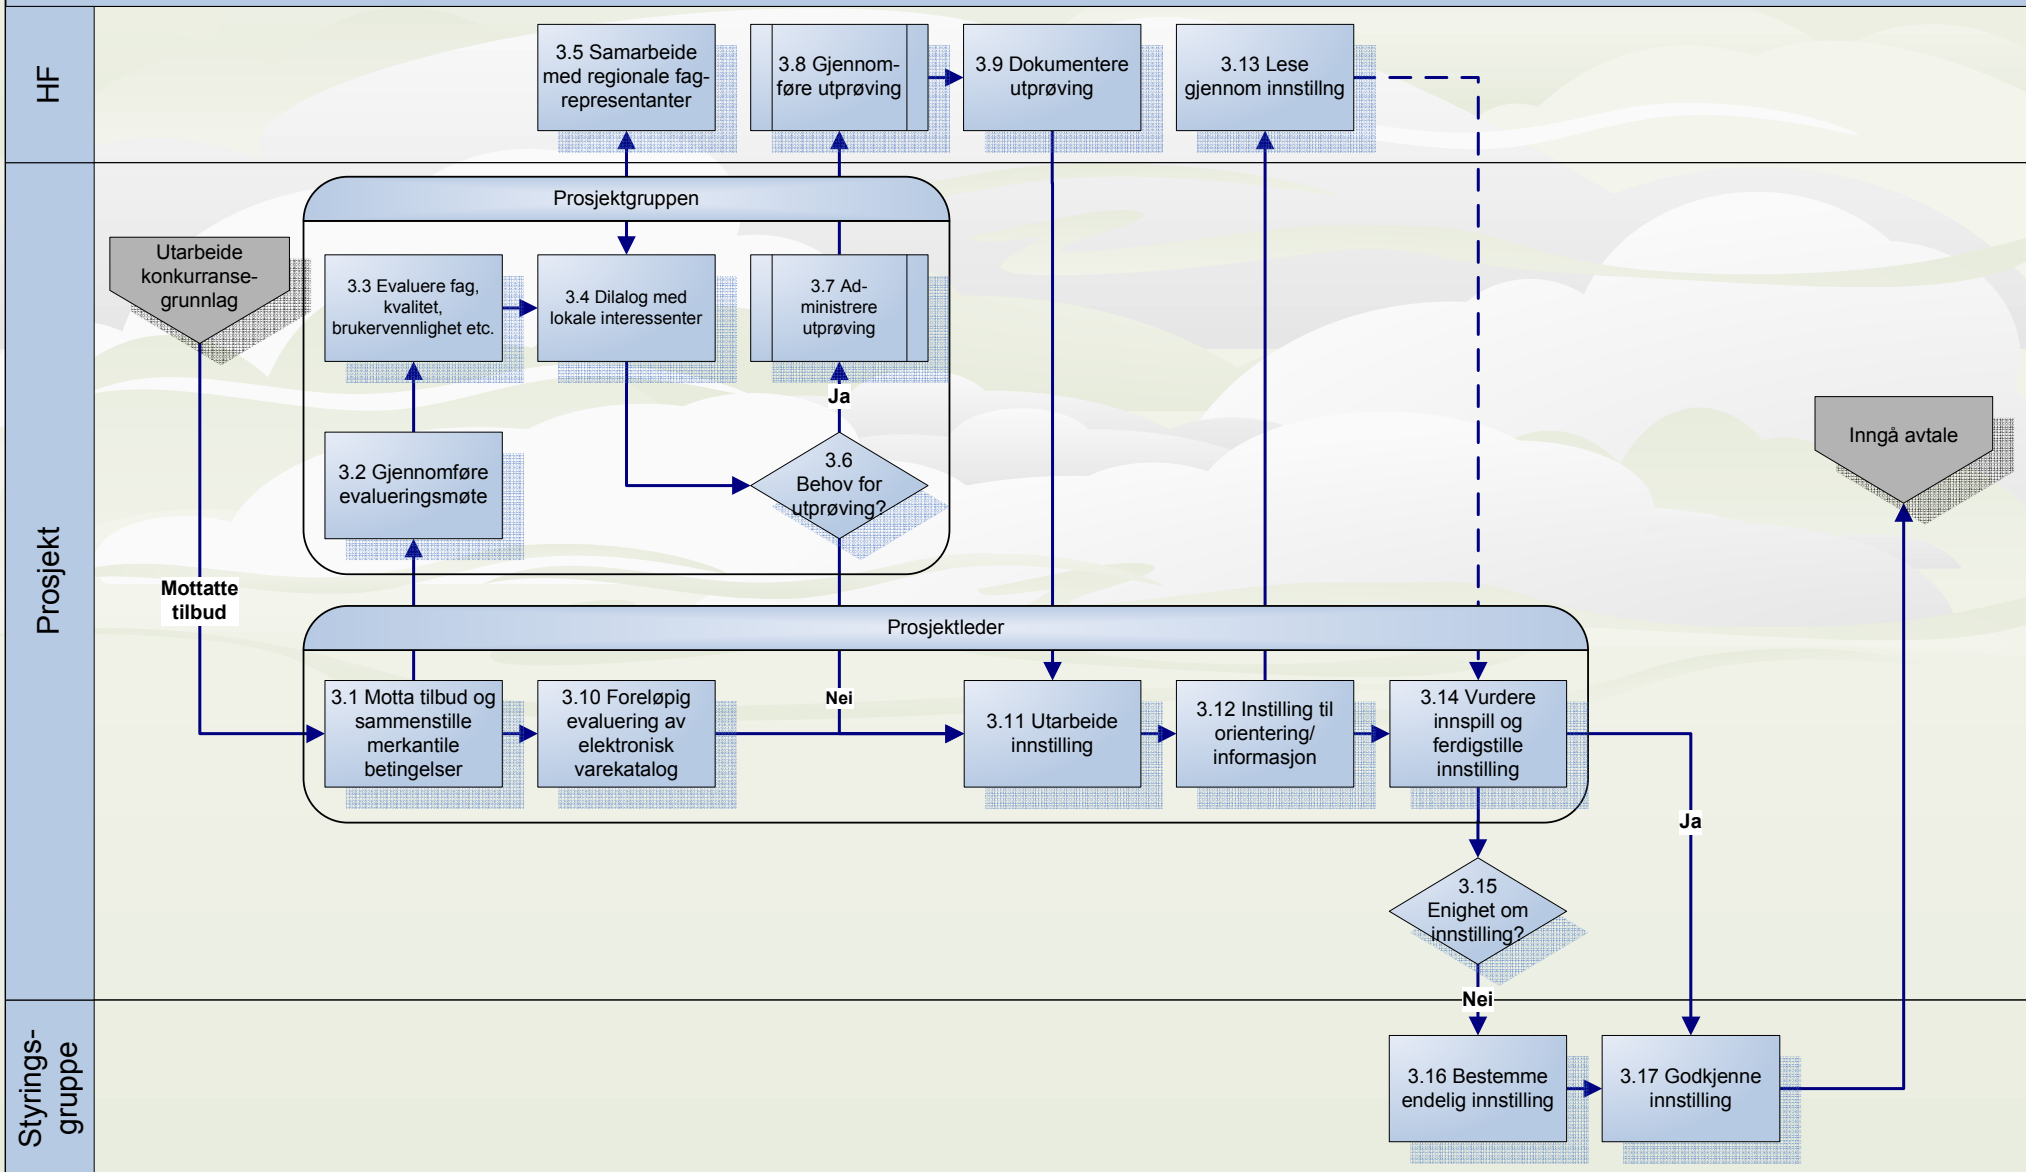 HF
3.5 Samarbeide
med regionale fag-
representanter
3.8 Gjennom-
føre utprøving
3.9 Dokumentere
utprøving
3.13 Lese
gjennom innstillng
Prosjekt
Prosjektgruppen
Utarbeide
konkurranse-
grunnlag
3.3 Evaluere fag,
kvalitet,
brukervennlighet etc.
3.4 Dilalog med
lokale interessenter
3.7 Ad-
ministrere
utprøving
Ja
3.2 Gjennomføre
evalueringsmøte
3.6
Behov for
utprøving?
Inngå avtale
Mottatte
tilbud
Prosjektleder
3.1 Motta tilbud og
sammenstille
merkantile
betingelser
3.10 Foreløpig
evaluering av
elektronisk
varekatalog
Nei
3.11 Utarbeide
innstilling
3.12 Instilling til
orientering/
informasjon
3.14 Vurdere
innspill og
ferdigstille
innstilling
Ja
3.15
Enighet om
innstilling?
Nei
Styrings-
gruppe
3.16 Bestemme
endelig innstilling
3.17 Godkjenne
innstilling